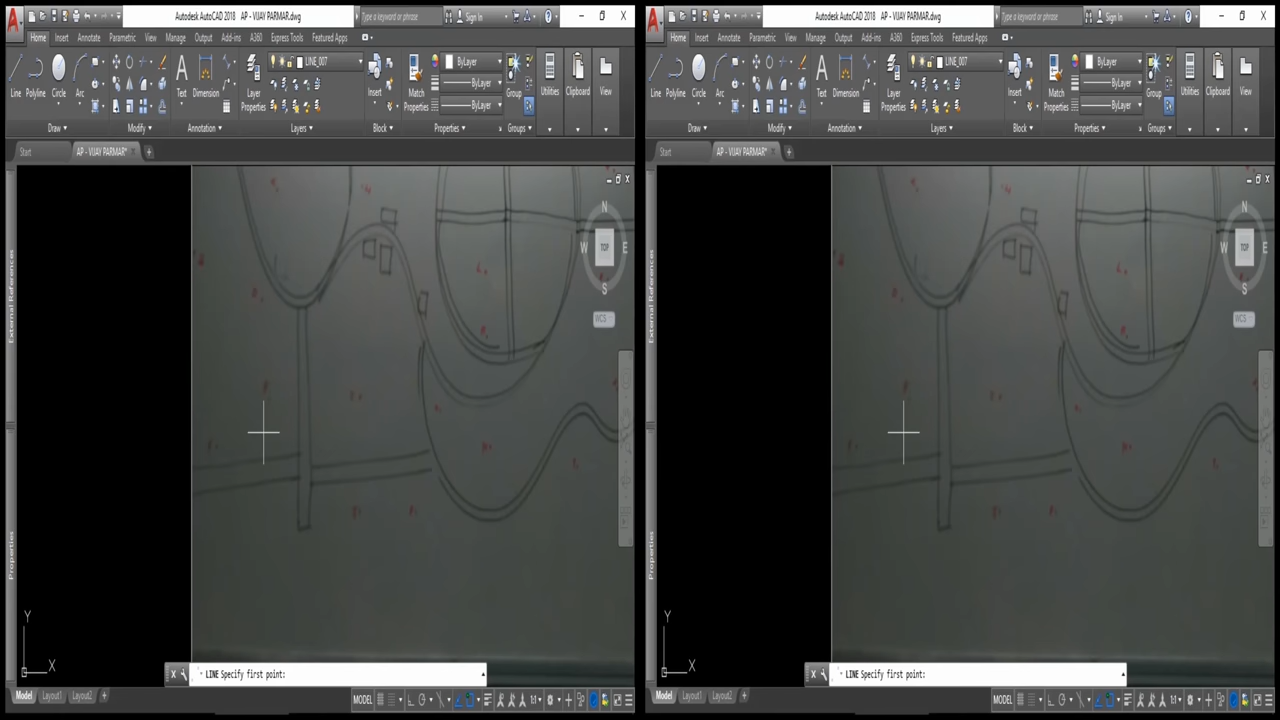 Autodesk AutoCAD 2018 AP - VIJAY PARMAR.dwg
Type a keyword or phrase
Sign In
Home Insert Annotate Parametric View Manage Output Add-ins A360 Express Tools Featured Apps
LINE_007
ByLayer
ByLayer
ByLayer
Line Polyline Circle Arc
Text Dimension
Layer Properties
Insert
Match Properties
Group
Utilities
Clipboard
View
Draw Modify Annotation Layers Block Properties Groups
Start AP - VIJAY PARMAR*
External References
Properties
N
W TOP E
S
WCS
Y
X
LINE Specify first point:
Model Layout1 Layout2 +
MODEL
1:1
Autodesk AutoCAD 2018 AP - VIJAY PARMAR.dwg
Type a keyword or phrase
Sign In
Home Insert Annotate Parametric View Manage Output Add-ins A360 Express Tools Featured Apps
LINE_007
ByLayer
ByLayer
ByLayer
Line Polyline Circle Arc
Text Dimension
Layer Properties
Insert
Match Properties
Group
Utilities
Clipboard
View
Draw Modify Annotation Layers Block Properties Groups
Start AP - VIJAY PARMAR*
External References
Properties
N
W TOP E
S
WCS
Y
X
LINE Specify first point:
Model Layout1 Layout2 +
MODEL
1:1